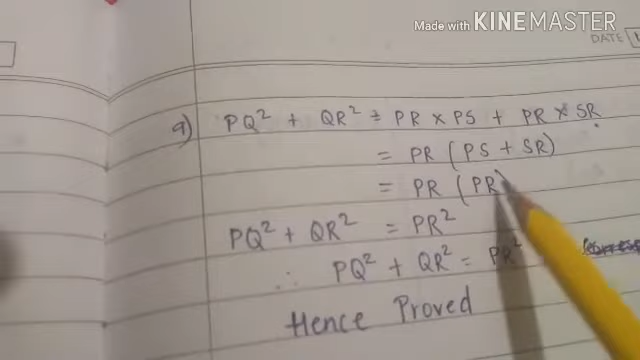 Made with KINEMASTER
DATE
9) PQ² + QR² = PR × PS + PR × SR.
= PR (PS + SR)
= PR (PR)
PQ² + QR² = PR²
∴ PQ² + QR² = PR²
Hence Proved